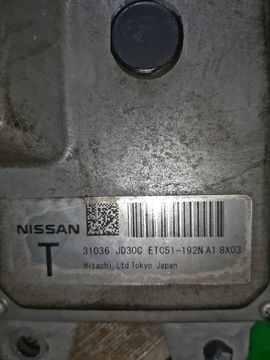 NISSAN
T
31036 JD30C ETC51-192N A1 8X03
Hitachi, Ltd Tokyo Japan